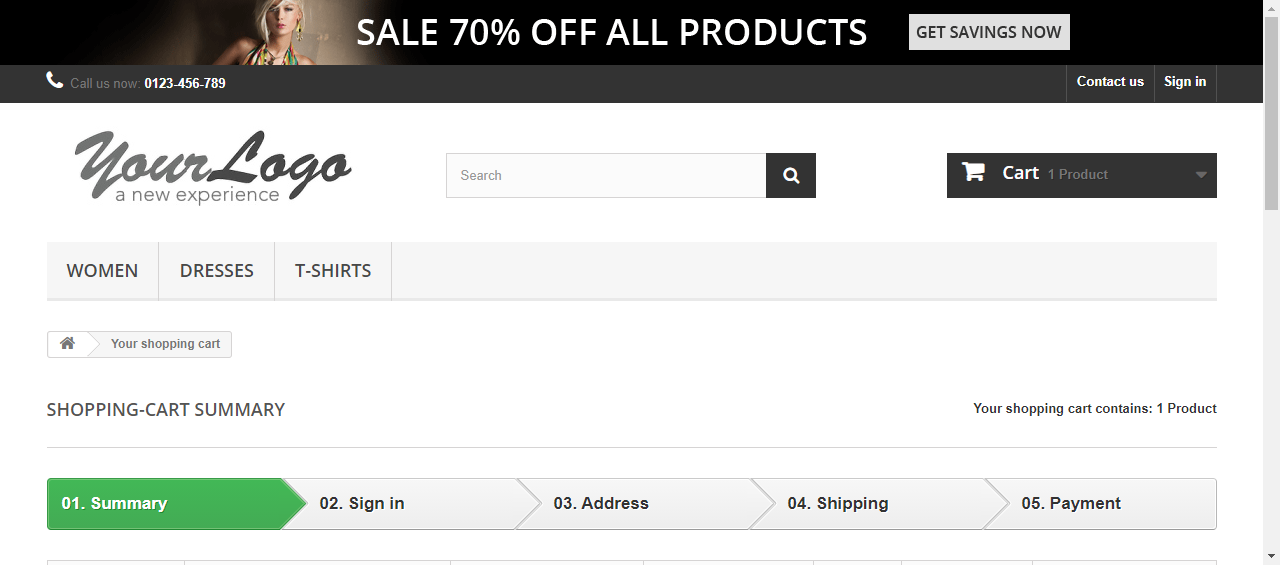 SALE 70% OFF ALL PRODUCTS GET SAVINGS NOW
Call us now: 0123-456-789 Contact us Sign in
Your Logo
a new experience
Search
Cart 1 Product
WOMEN DRESSES T-SHIRTS
Your shopping cart
SHOPPING-CART SUMMARY Your shopping cart contains: 1 Product
01. Summary 02. Sign in 03. Address 04. Shipping 05. Payment